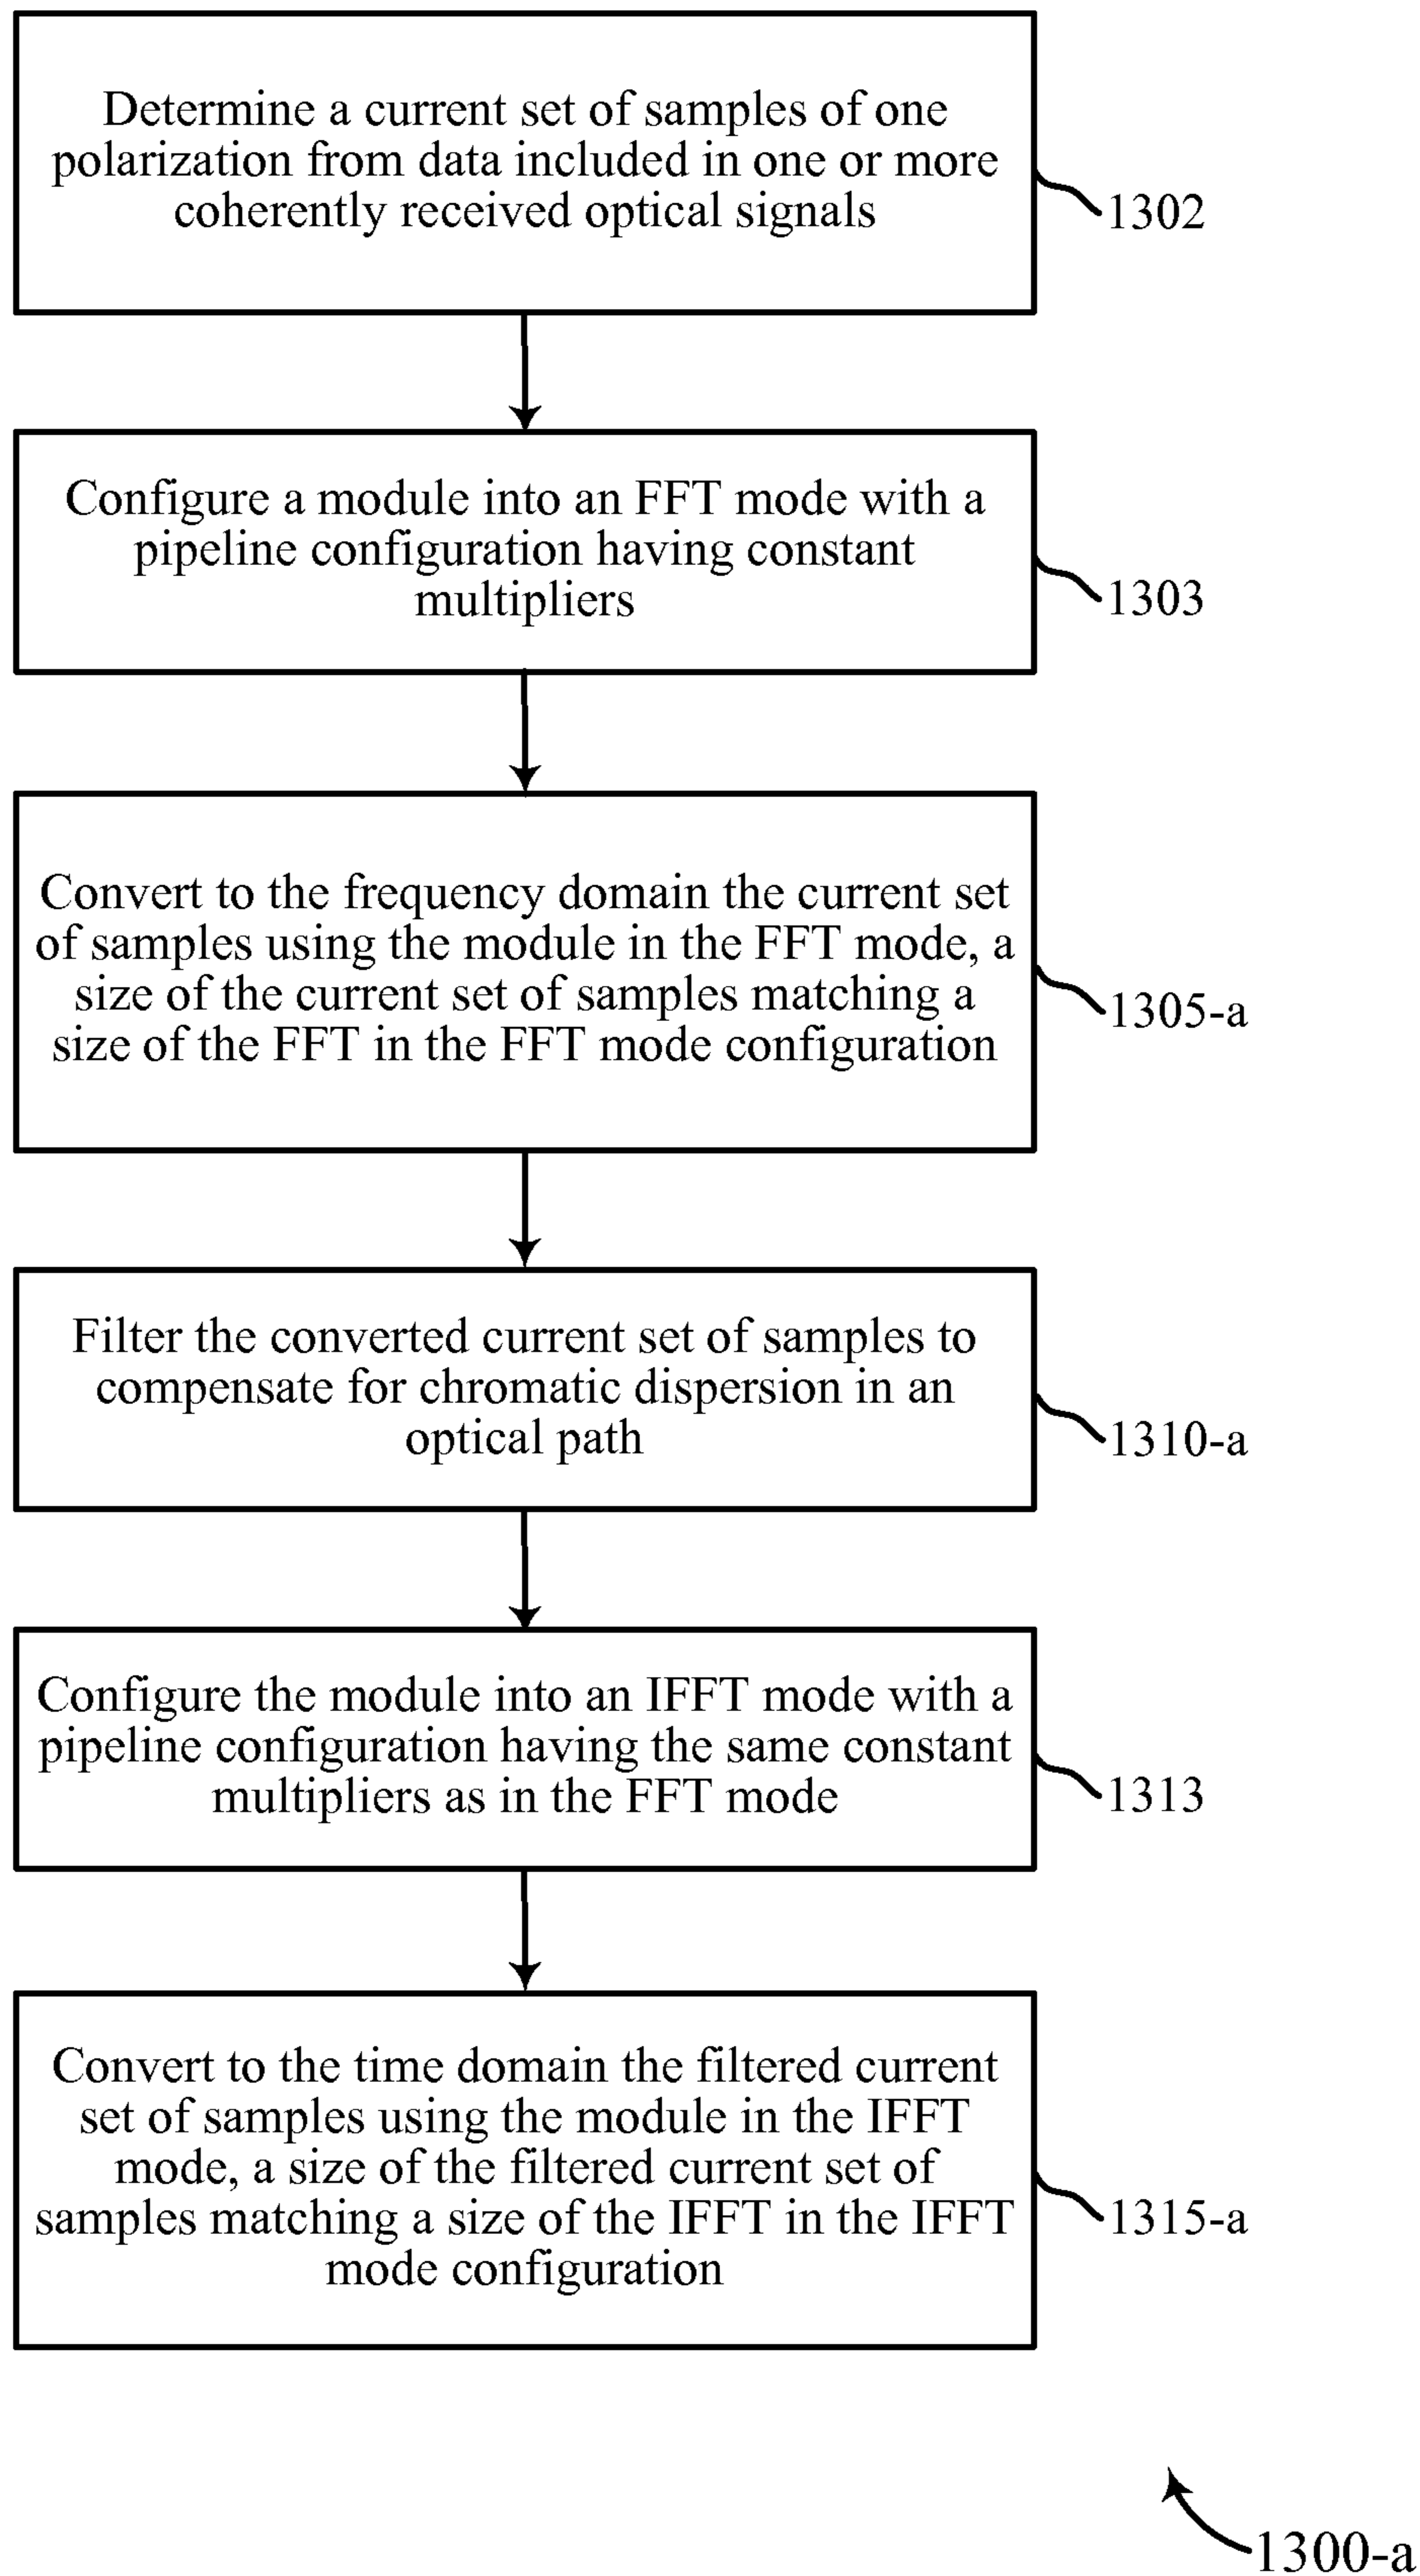 Determine a current set of samples of one
polarization from data included in one or more
coherently received optical signals
1302
Configure a module into an FFT mode with a
pipeline configuration having constant
multipliers
1303
Convert to the frequency domain the current set
of samples using the module in the FFT mode, a
size of the current set of samples matching a
size of the FFT in the FFT mode configuration
1305-a
Filter the converted current set of samples to
compensate for chromatic dispersion in an
optical path
1310-a
Configure the module into an IFFT mode with a
pipeline configuration having the same constant
multipliers as in the FFT mode
1313
Convert to the time domain the filtered current
set of samples using the module in the IFFT
mode, a size of the filtered current set of
samples matching a size of the IFFT in the IFFT
mode configuration
1315-a
1300-a